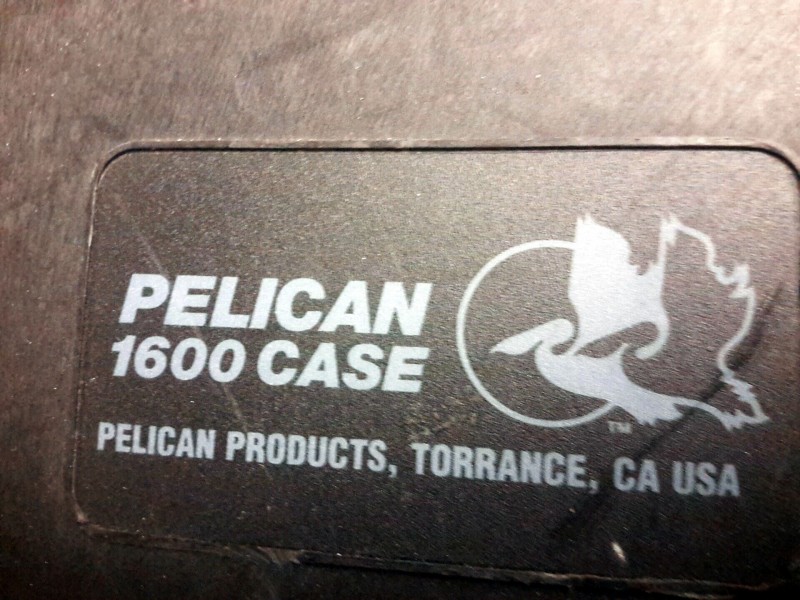 PELICAN
1600 CASE
TM
PELICAN PRODUCTS, TORRANCE, CA USA